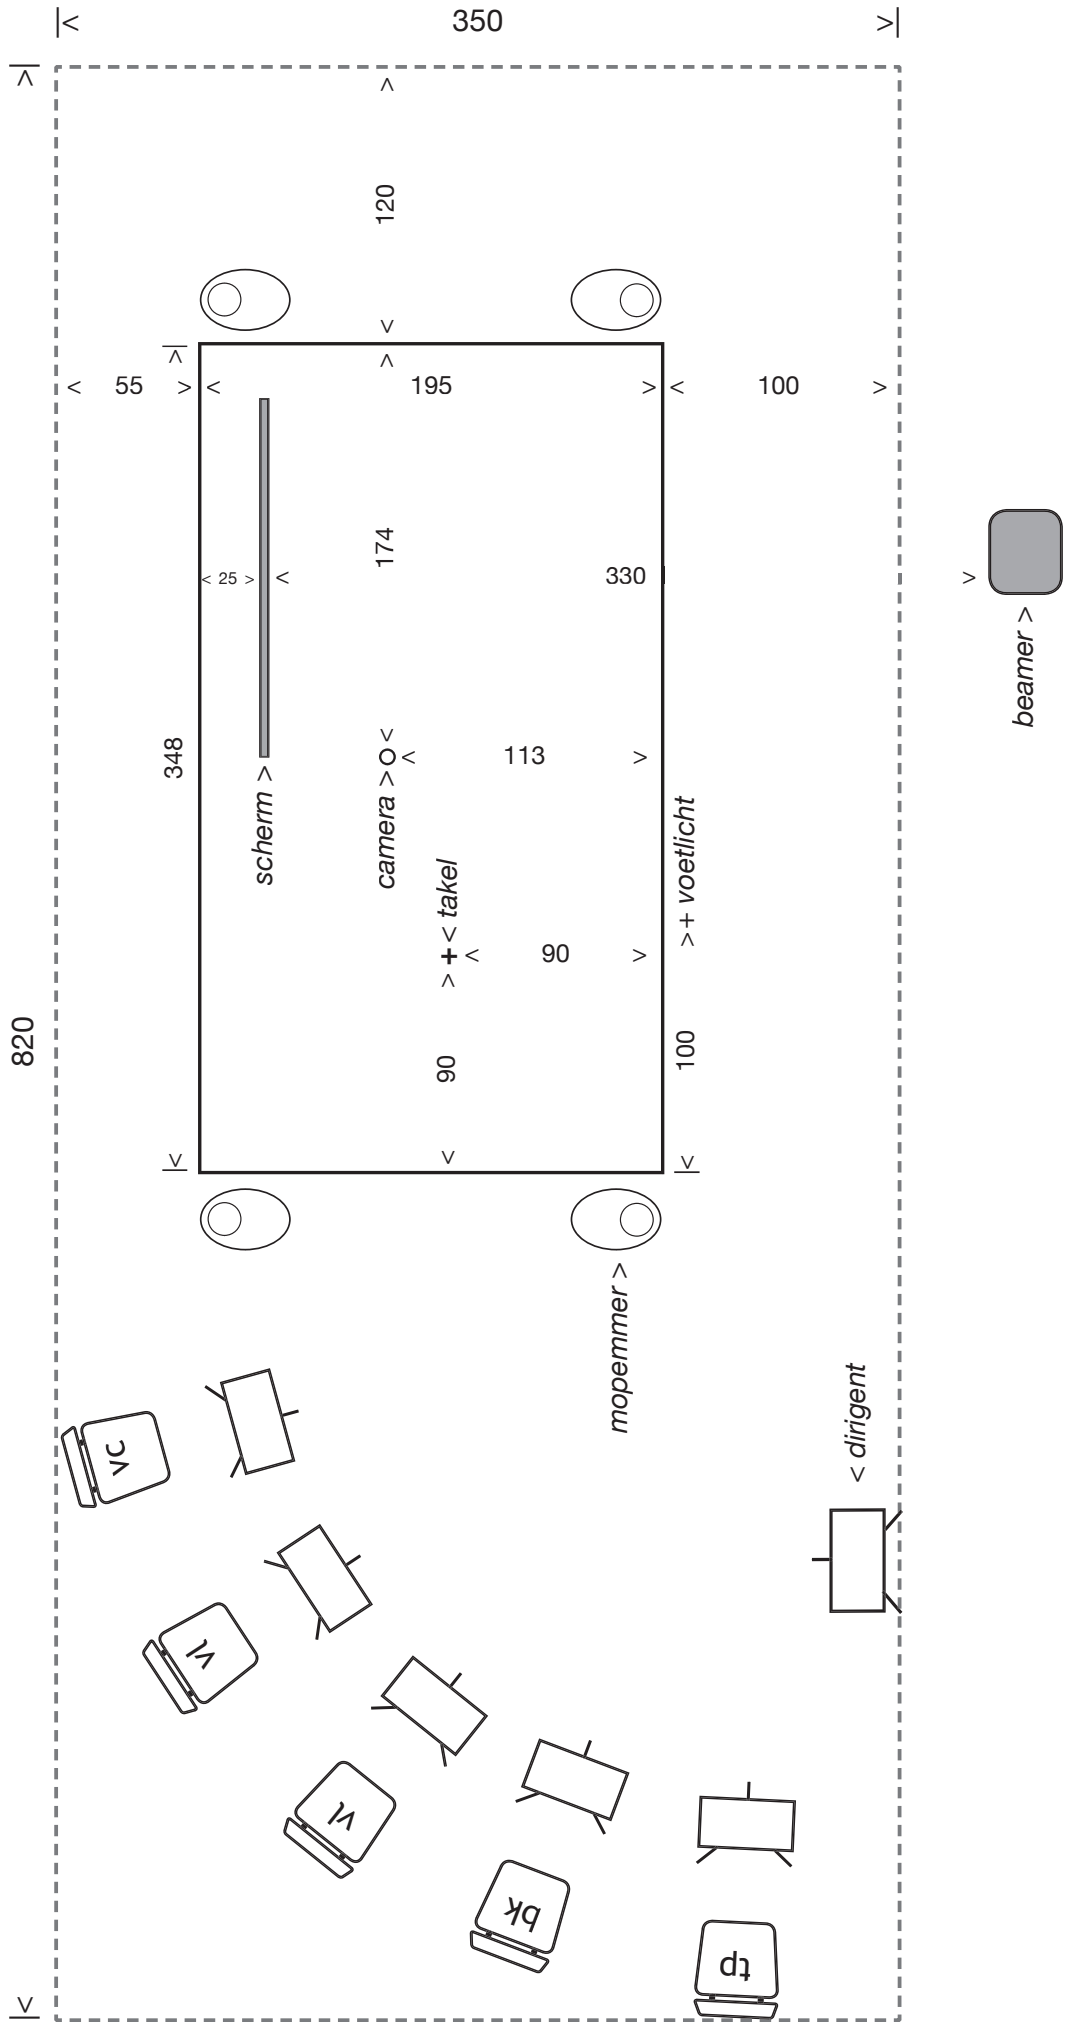 350
120
55
195
100
174
25
330
348
scherm >
camera >
113
< takel
>+ voetlicht
90
820
90
100
beamer >
mopemmer >
< dirigent
vc
vl
vl
bk
tp